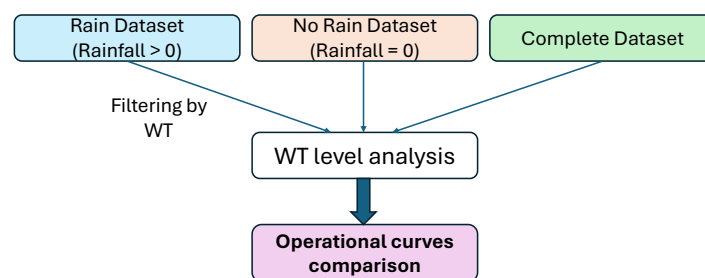 Rain Dataset
(Rainfall > 0)
No Rain Dataset
(Rainfall = 0)
Complete Dataset
Filtering by
WT
WT level analysis
Operational curves
comparison